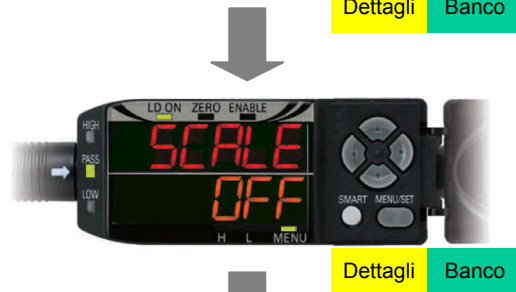 Dettagli Banco
LD ON ZERO ENABLE
HIGH
SCALE
PASS
OFF
LOW
SMART MENU/SET
H L MENU
Dettagli Banco